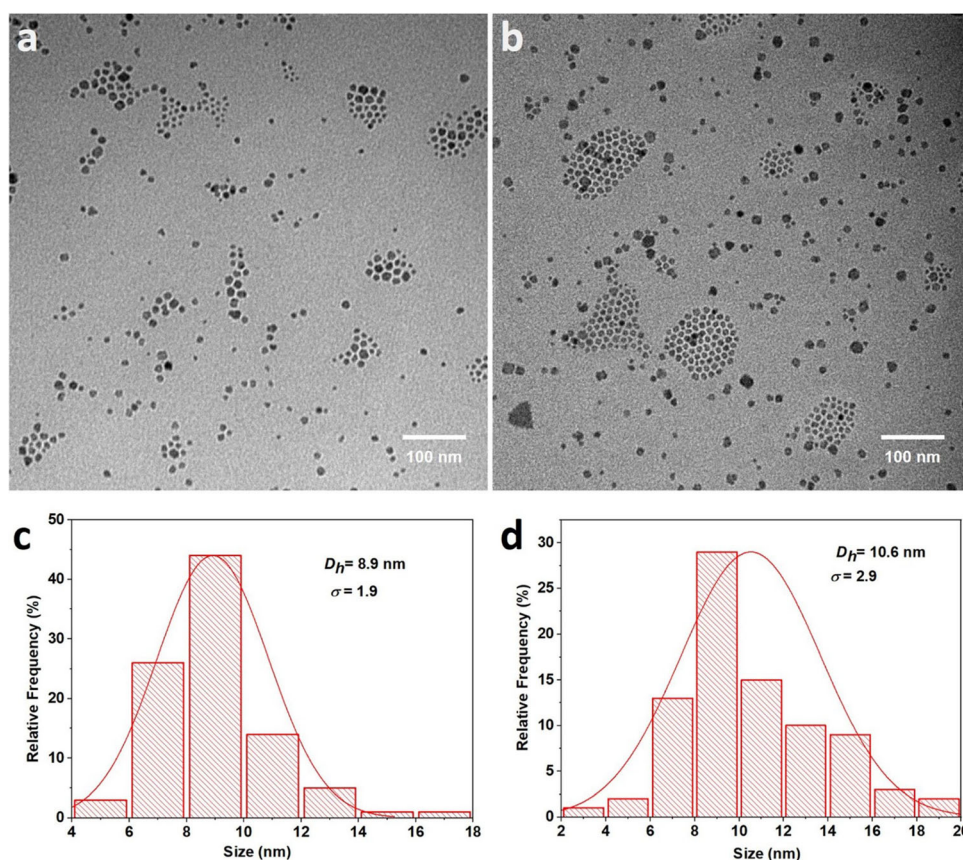 a
b
100 nm
100 nm
c
50
40
30
20
10
0
4 6 8 10 12 14 16 18
Relative Frequency (%)
Size (nm)
Dh= 8.9 nm
σ = 1.9
d
30
25
20
15
10
5
0
2 4 6 8 10 12 14 16 18 20
Relative Frequency (%)
Size (nm)
Dh= 10.6 nm
σ = 2.9